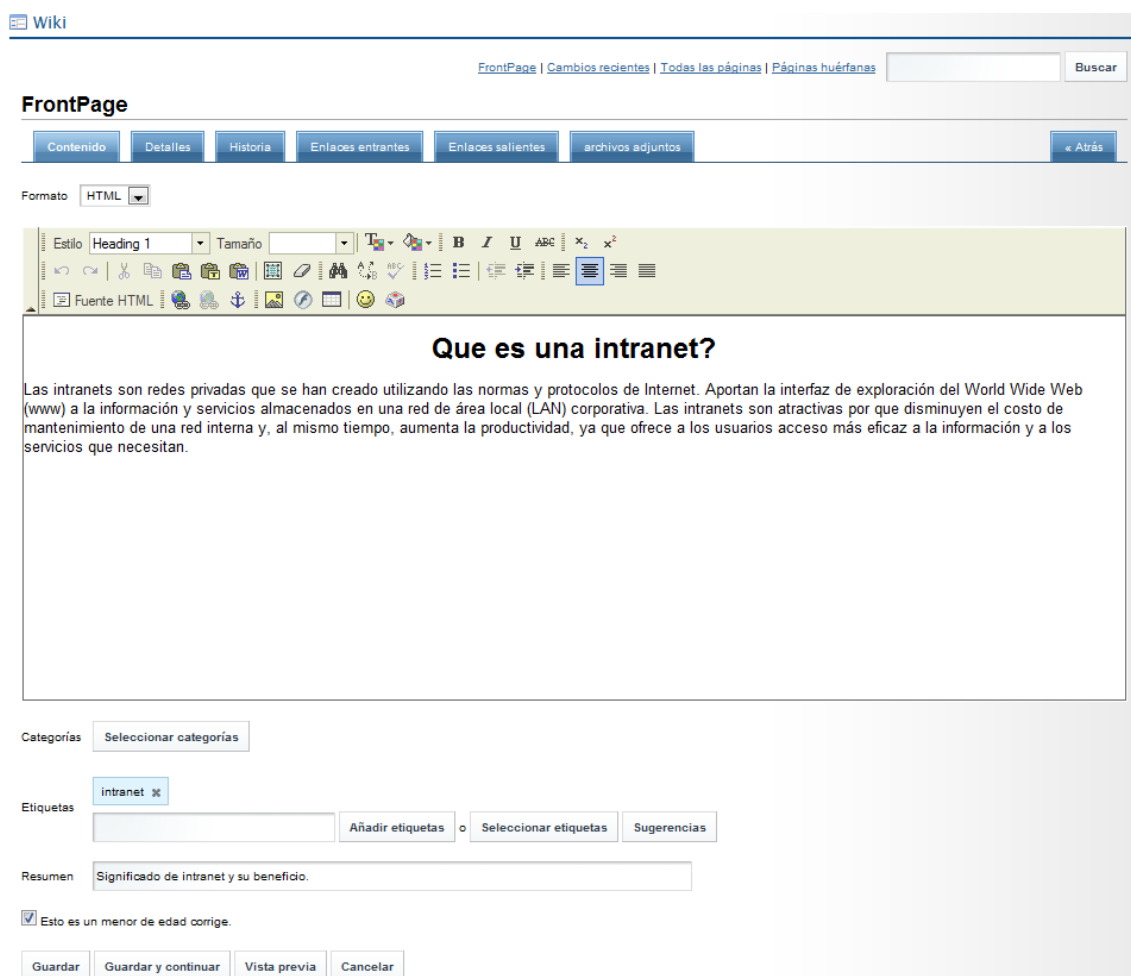 Wiki
FrontPage | Cambios recientes | Todas las páginas | Páginas huérfanas Buscar
FrontPage
Contenido Detalles Historia Enlaces entrantes Enlaces salientes archivos adjuntos « Atrás
Formato HTML
Estilo Heading 1 Tamaño B I U ABC x₂ x²
Fuente HTML
Que es una intranet?
Las intranets son redes privadas que se han creado utilizando las normas y protocolos de Internet. Aportan la interfaz de exploración del World Wide Web
(www) a la información y servicios almacenados en una red de área local (LAN) corporativa. Las intranets son atractivas por que disminuyen el costo de
mantenimiento de una red interna y, al mismo tiempo, aumenta la productividad, ya que ofrece a los usuarios acceso más eficaz a la información y a los
servicios que necesitan.
Categorías Seleccionar categorías
intranet
Etiquetas
Añadir etiquetas o Seleccionar etiquetas Sugerencias
Resumen Significado de intranet y su beneficio.
Esto es un menor de edad corrige.
Guardar Guardar y continuar Vista previa Cancelar